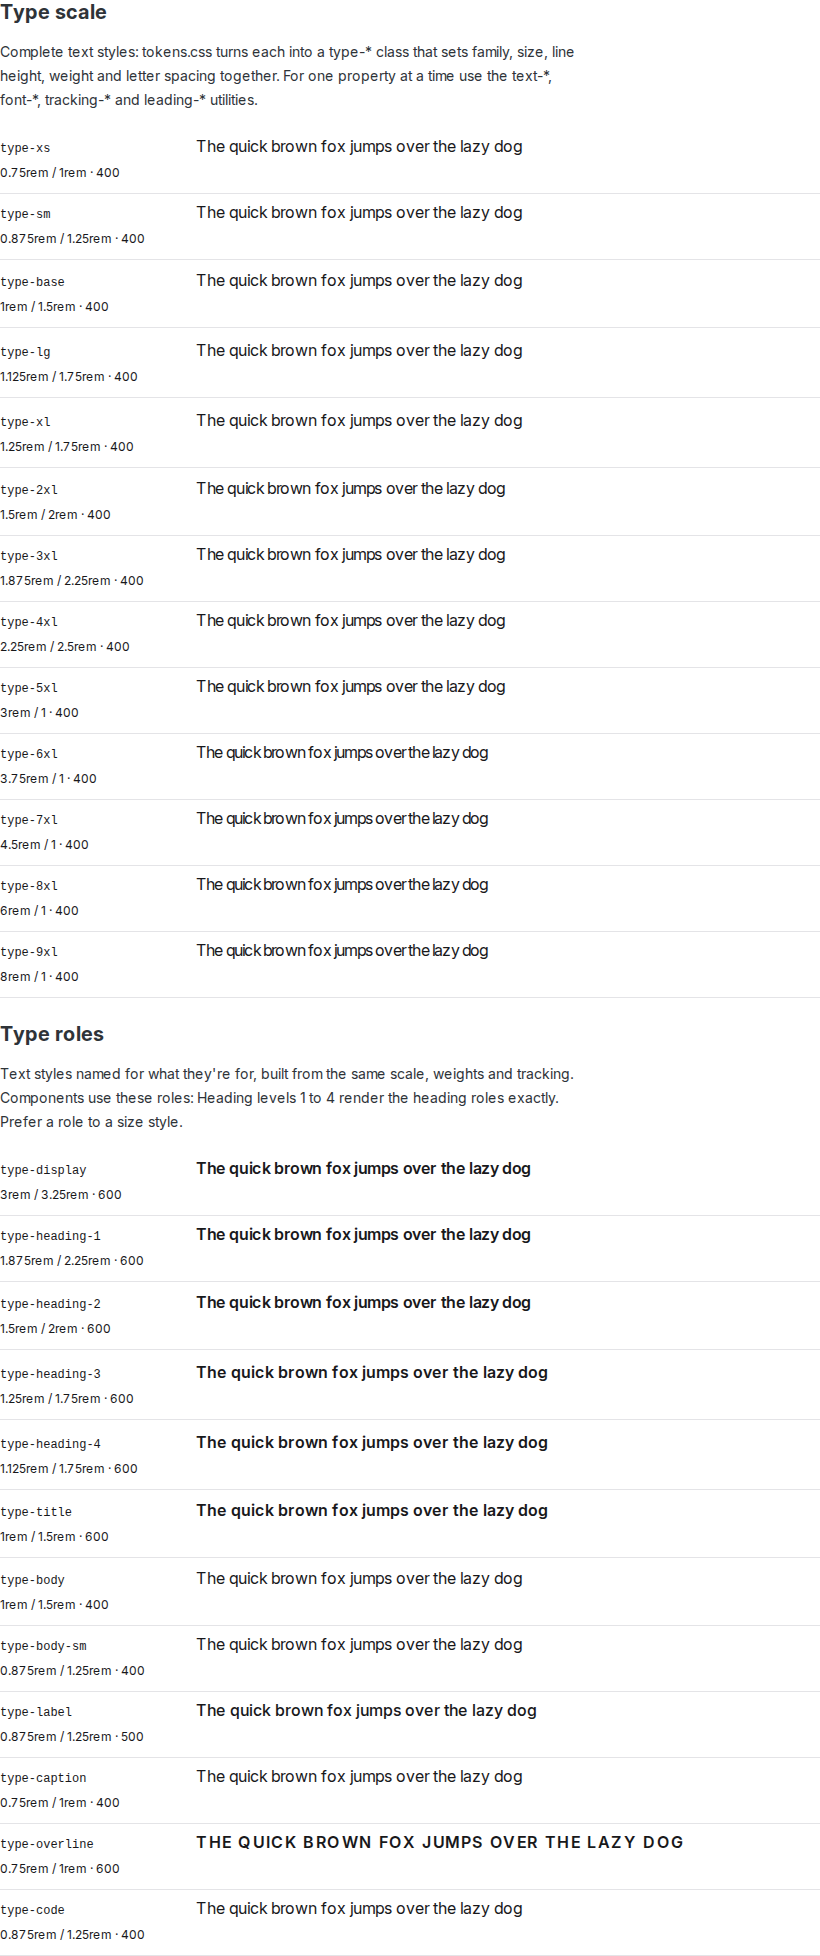 Type scale
Complete text styles: tokens.css turns each into a type-* class that sets family, size, line
height, weight and letter spacing together. For one property at a time use the text-*,
font-*, tracking-* and leading-* utilities.
type-xs
The quick brown fox jumps over the lazy dog
0.75rem / 1rem · 400
type-sm
The quick brown fox jumps over the lazy dog
0.875rem / 1.25rem · 400
type-base
The quick brown fox jumps over the lazy dog
1rem / 1.5rem · 400
type-lg
The quick brown fox jumps over the lazy dog
1.125rem / 1.75rem · 400
type-xl
The quick brown fox jumps over the lazy dog
1.25rem / 1.75rem · 400
type-2xl
The quick brown fox jumps over the lazy dog
1.5rem / 2rem · 400
type-3xl
The quick brown fox jumps over the lazy dog
1.875rem / 2.25rem · 400
type-4xl
The quick brown fox jumps over the lazy dog
2.25rem / 2.5rem · 400
type-5xl
The quick brown fox jumps over the lazy dog
3rem / 1 · 400
type-6xl
The quick brown fox jumps over the lazy dog
3.75rem / 1 · 400
type-7xl
The quick brown fox jumps over the lazy dog
4.5rem / 1 · 400
type-8xl
The quick brown fox jumps over the lazy dog
6rem / 1 · 400
type-9xl
The quick brown fox jumps over the lazy dog
8rem / 1 · 400
Type roles
Text styles named for what they're for, built from the same scale, weights and tracking.
Components use these roles: Heading levels 1 to 4 render the heading roles exactly.
Prefer a role to a size style.
type-display
The quick brown fox jumps over the lazy dog
3rem / 3.25rem · 600
type-heading-1
The quick brown fox jumps over the lazy dog
1.875rem / 2.25rem · 600
type-heading-2
The quick brown fox jumps over the lazy dog
1.5rem / 2rem · 600
type-heading-3
The quick brown fox jumps over the lazy dog
1.25rem / 1.75rem · 600
type-heading-4
The quick brown fox jumps over the lazy dog
1.125rem / 1.75rem · 600
type-title
The quick brown fox jumps over the lazy dog
1rem / 1.5rem · 600
type-body
The quick brown fox jumps over the lazy dog
1rem / 1.5rem · 400
type-body-sm
The quick brown fox jumps over the lazy dog
0.875rem / 1.25rem · 400
type-label
The quick brown fox jumps over the lazy dog
0.875rem / 1.25rem · 500
type-caption
The quick brown fox jumps over the lazy dog
0.75rem / 1rem · 400
type-overline
THE QUICK BROWN FOX JUMPS OVER THE LAZY DOG
0.75rem / 1rem · 600
type-code
The quick brown fox jumps over the lazy dog
0.875rem / 1.25rem · 400